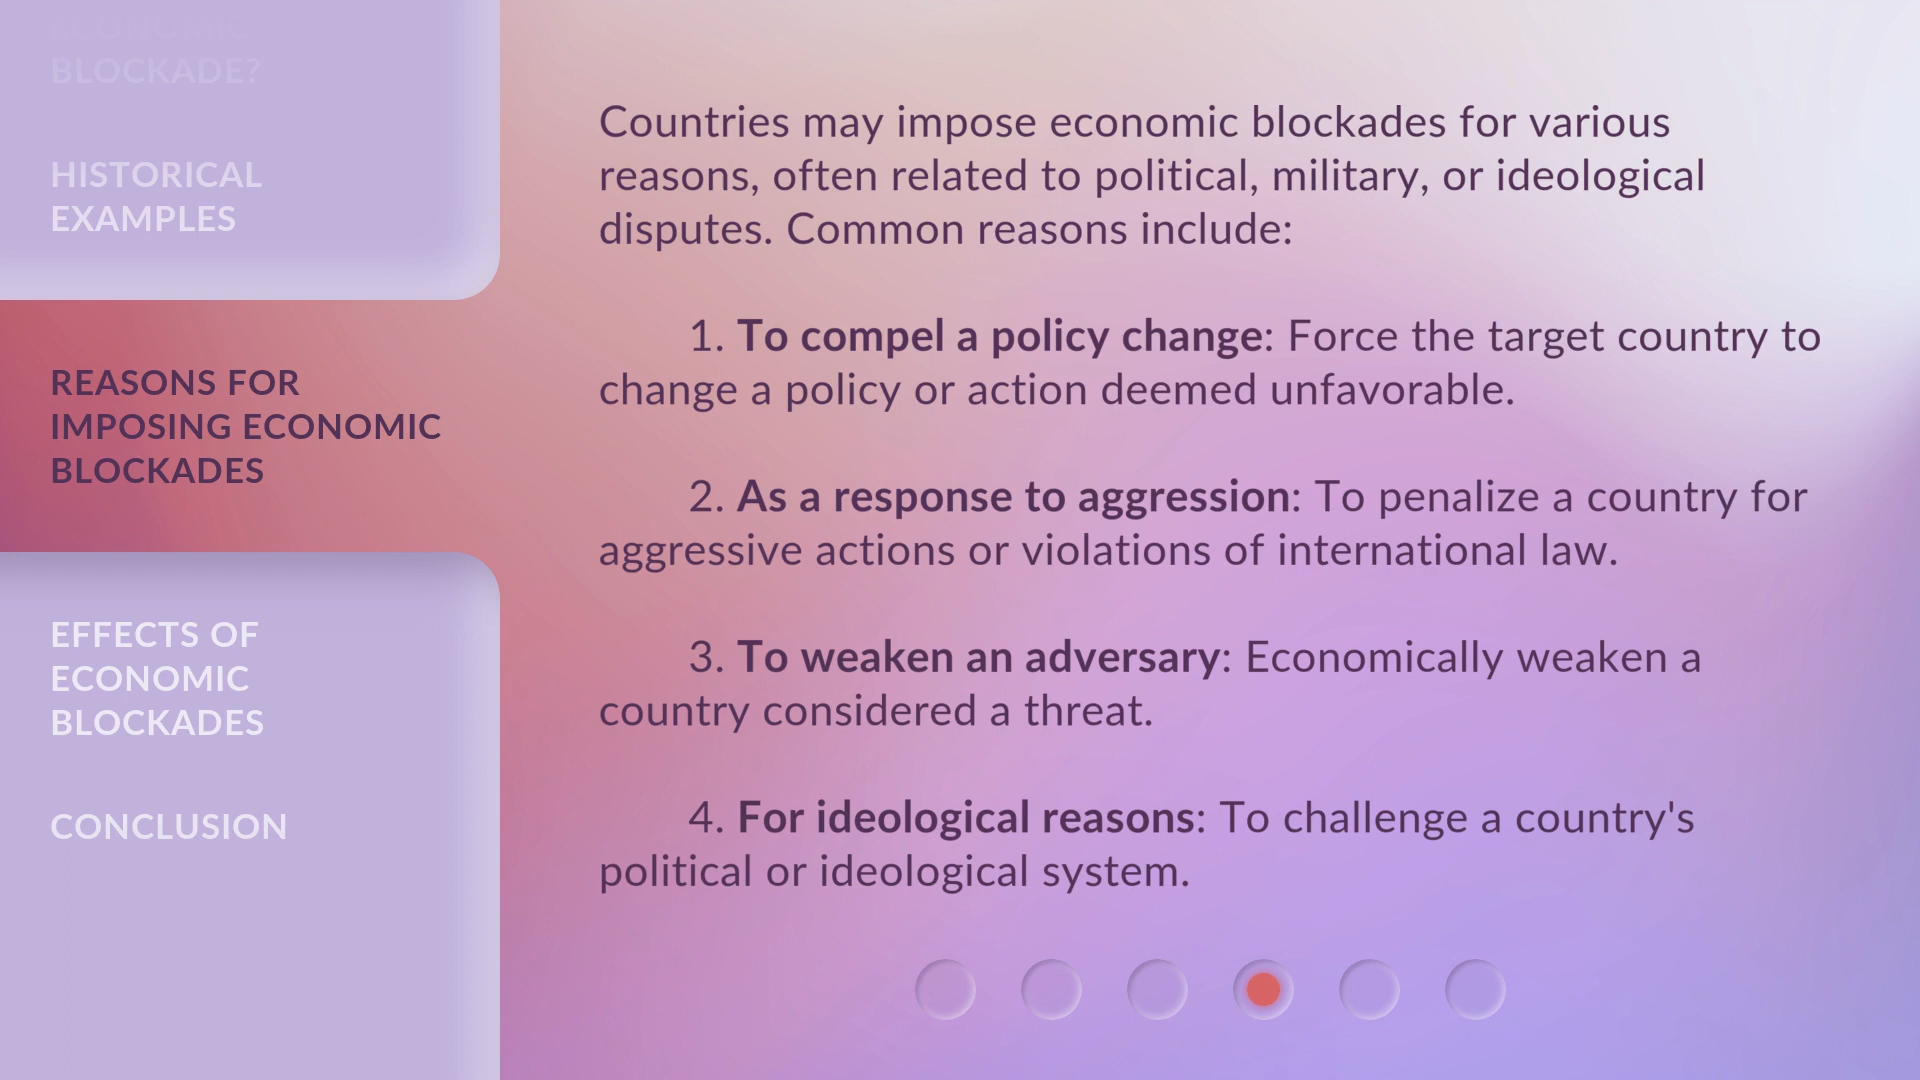 ECONOMIC
BLOCKADE?
HISTORICAL
EXAMPLES
REASONS FOR
IMPOSING ECONOMIC
BLOCKADES
EFFECTS OF
ECONOMIC
BLOCKADES
CONCLUSION
Countries may impose economic blockades for various
reasons, often related to political, military, or ideological
disputes. Common reasons include:
1. To compel a policy change: Force the target country to
change a policy or action deemed unfavorable.
2. As a response to aggression: To penalize a country for
aggressive actions or violations of international law.
3. To weaken an adversary: Economically weaken a
country considered a threat.
4. For ideological reasons: To challenge a country's
political or ideological system.